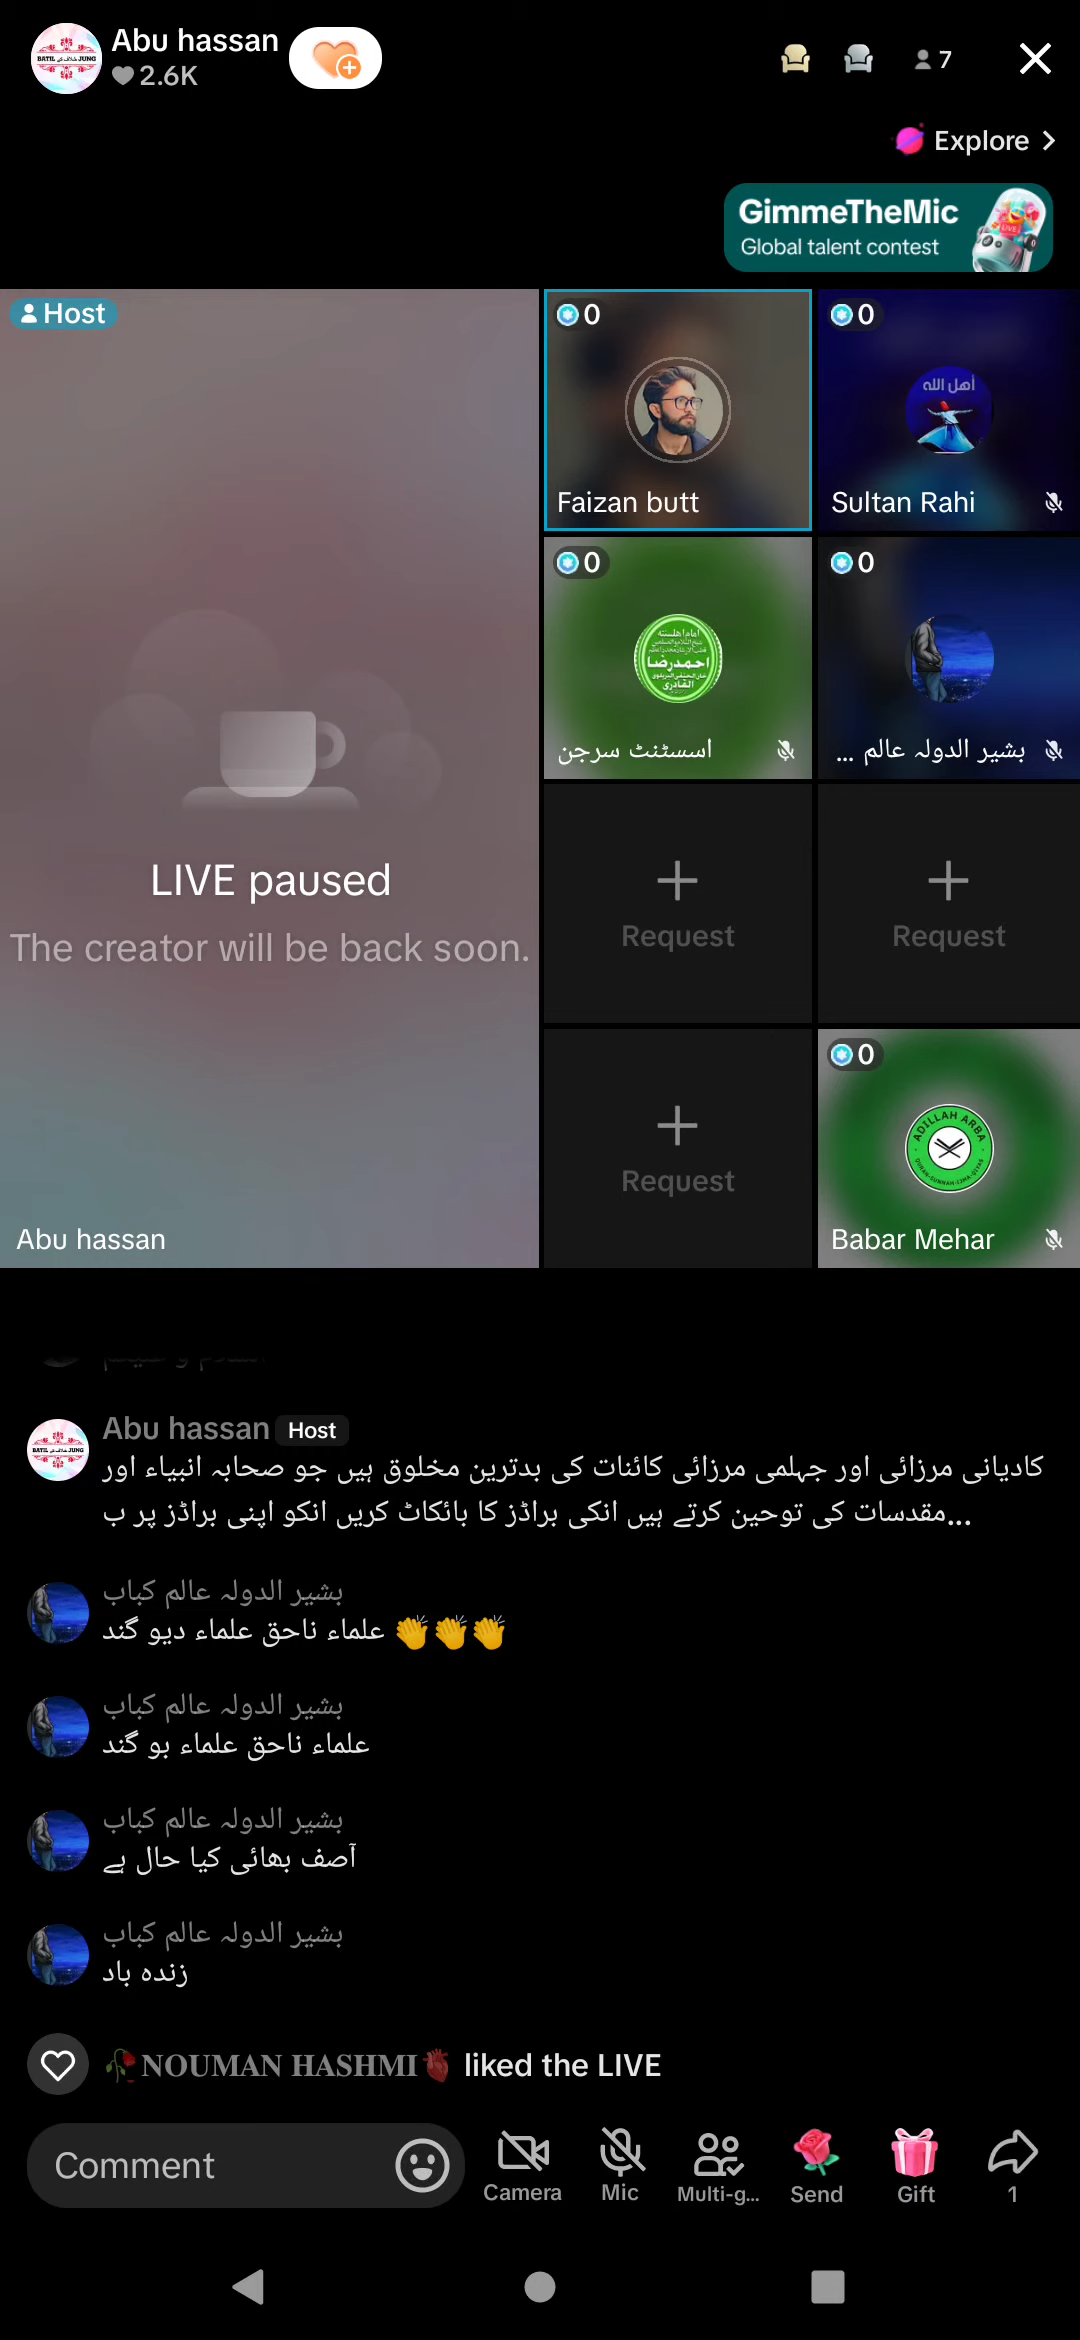 Abu hassan
2.6K
7
Explore
GimmeTheMic
Global talent contest
Host
0
0
أهل الله
Faizan butt
Sultan Rahi
0
0
احمدرضا
اسسٹنٹ سرجن
بشیر الدولہ عالم ...
LIVE paused
The creator will be back soon.
Request
Request
Request
0
ADILLAH ARBA
Abu hassan
Babar Mehar
Abu hassan Host
کادیانی مرزائی اور جہلمی مرزائی کائنات کی بدترین مخلوق ہیں جو صحابہ انبیاء اور
مقدسات کی توحین کرتے ہیں انکی براڈز کا بائکاٹ کریں انکو اپنی براڈز پر ب...
بشیر الدولہ عالم کباب
علماء ناحق علماء دیو گند 👏👏👏
بشیر الدولہ عالم کباب
علماء ناحق علماء بو گند
بشیر الدولہ عالم کباب
آصف بھائی کیا حال ہے
بشیر الدولہ عالم کباب
زندہ باد
🥀NOUMAN HASHMI🫀 liked the LIVE
Comment
Camera
Mic
Multi-g...
Send
Gift
1